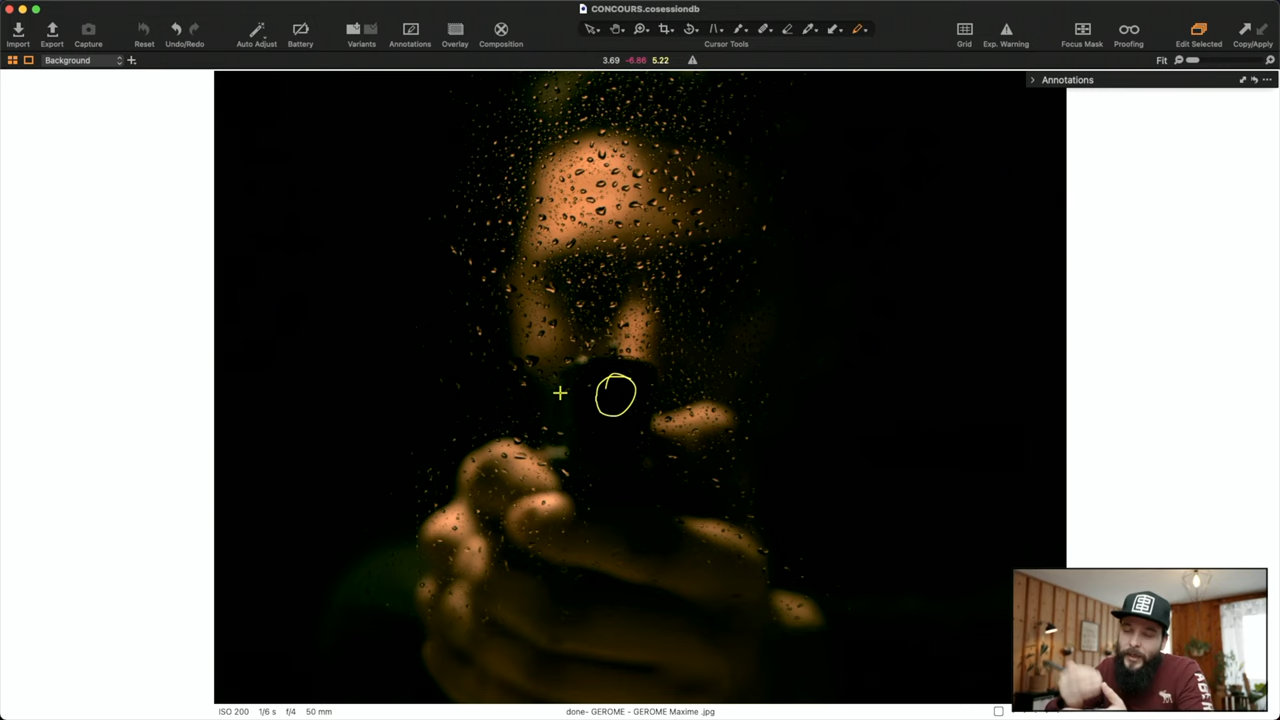 CONCOURS.cosessiondb
Import Export Capture Reset Undo/Redo Auto Adjust Battery Variants Annotations Overlay Composition Cursor Tools Grid Exp. Warning Focus Mask Proofing Edit Selected Copy/Apply
Background 3.69 -6.86 5.22 Fit
Annotations
ISO 200 1/6 s f/4 50 mm done- GEROME - GEROME Maxime .jpg